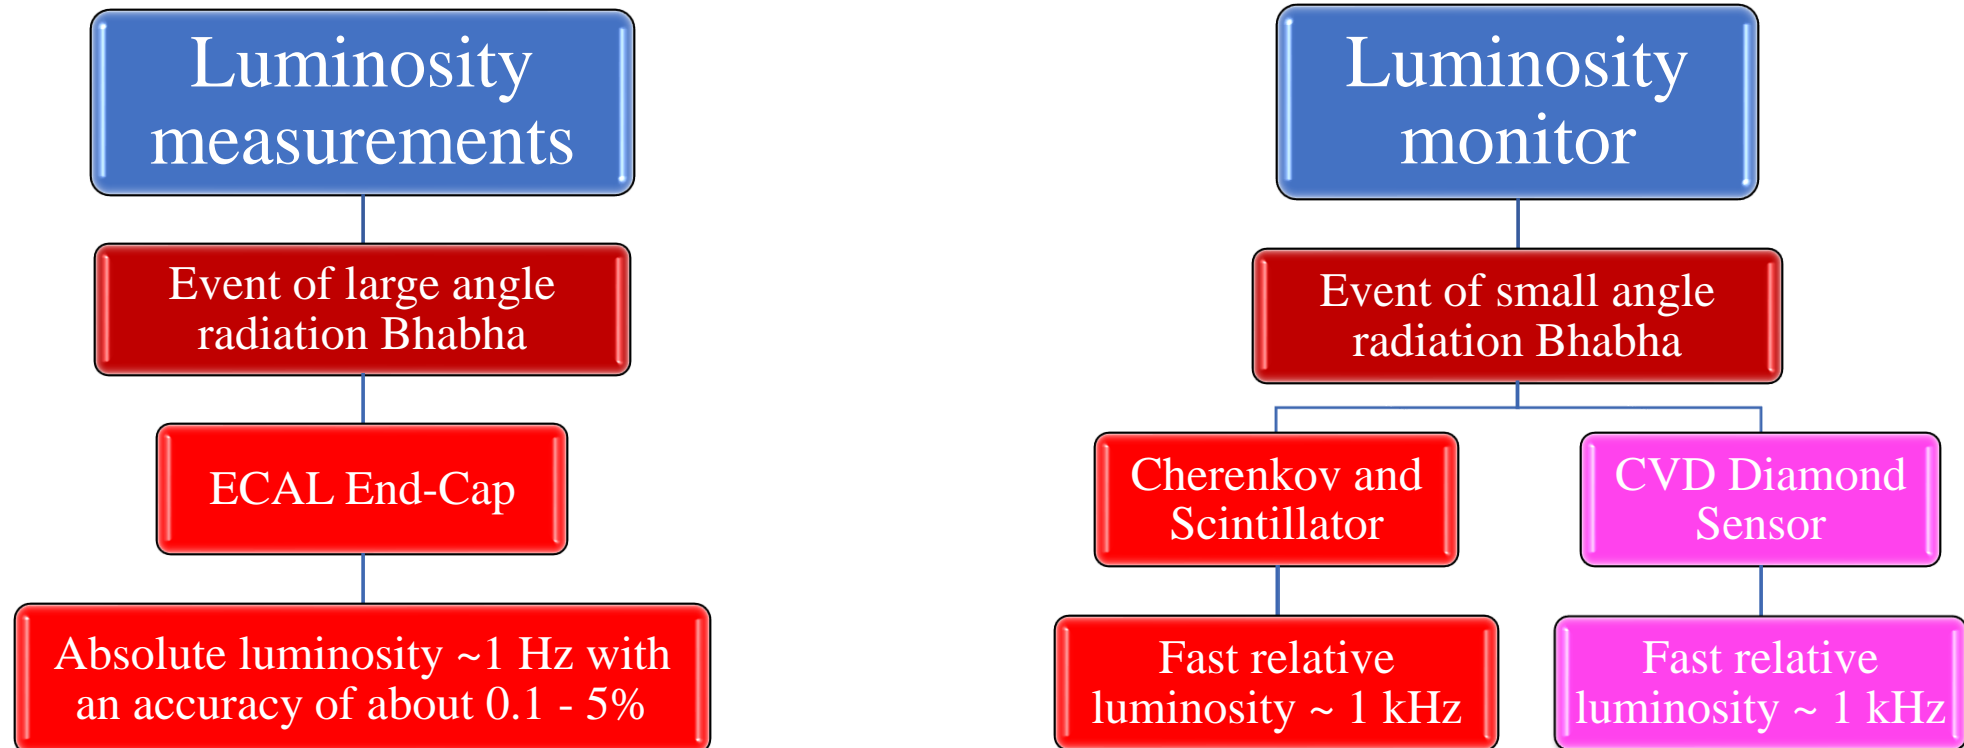 Luminosity
measurements
Event of large angle
radiation Bhabha
ECAL End-Cap
Absolute luminosity ~1 Hz with
an accuracy of about 0.1 - 5%
Luminosity
monitor
Event of small angle
radiation Bhabha
Cherenkov and
Scintillator
Fast relative
luminosity ~ 1 kHz
CVD Diamond
Sensor
Fast relative
luminosity ~ 1 kHz